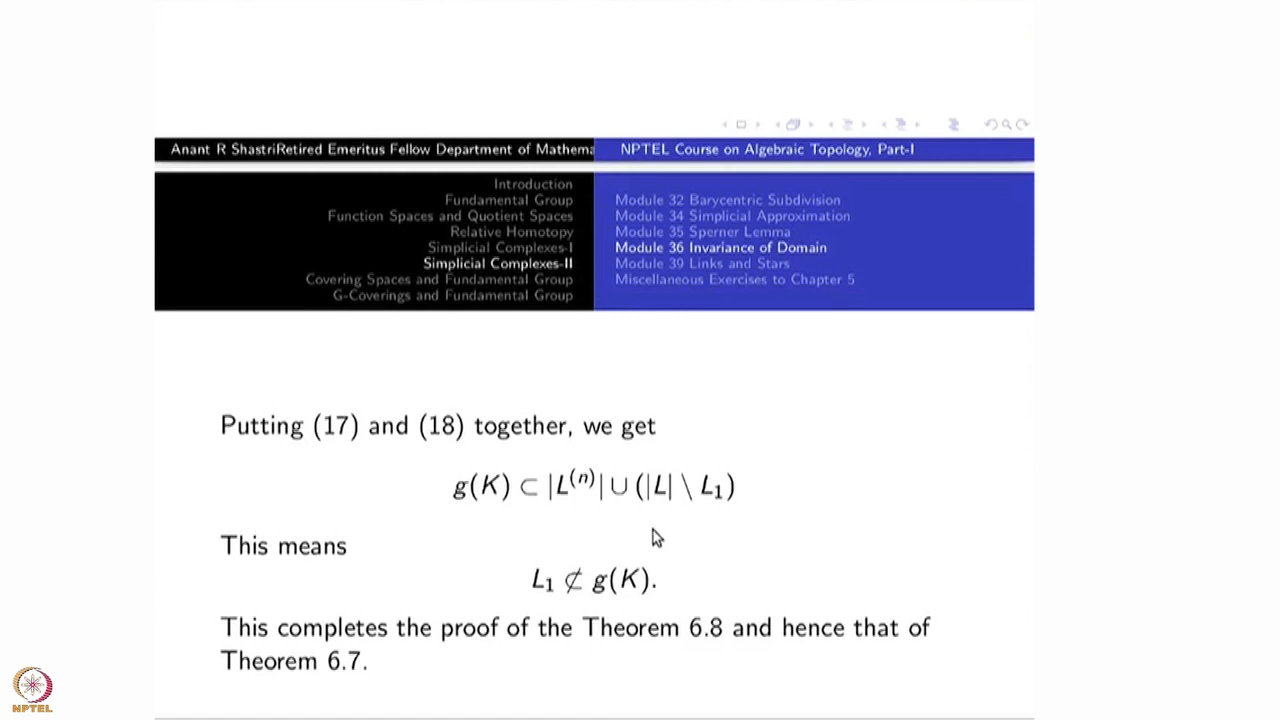 Anant R ShastriRetired Emeritus Fellow Department of Mathema
NPTEL Course on Algebraic Topology, Part-I
Introduction
Fundamental Group
Function Spaces and Quotient Spaces
Relative Homotopy
Simplicial Complexes-I
Simplicial Complexes-II
Covering Spaces and Fundamental Group
G-Coverings and Fundamental Group
Module 32 Barycentric Subdivision
Module 34 Simplicial Approximation
Module 35 Sperner Lemma
Module 36 Invariance of Domain
Module 39 Links and Stars
Miscellaneous Exercises to Chapter 5
Putting (17) and (18) together, we get
g(K) ⊂ |L⁽ⁿ⁾| ∪ (|L| \ L₁)
This means
L₁ ⊄ g(K).
This completes the proof of the Theorem 6.8 and hence that of
Theorem 6.7.
NPTEL